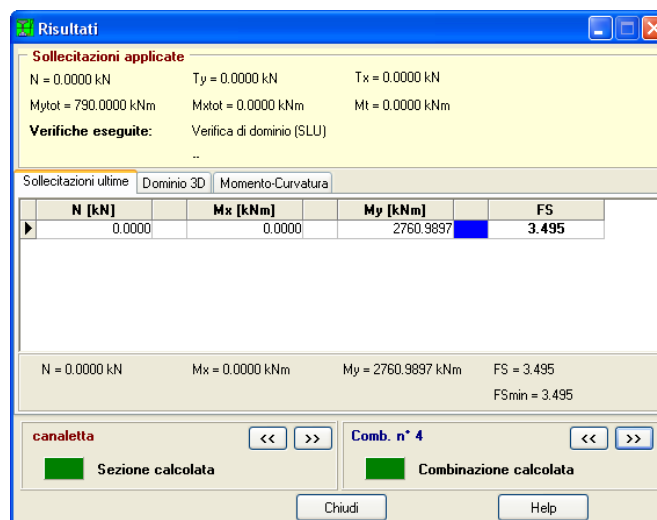 Risultati
Sollecitazioni applicate
N = 0.0000 kN Ty = 0.0000 kN Tx = 0.0000 kN
Mytot = 790.0000 kNm Mxtot = 0.0000 kNm Mt = 0.0000 kNm
Verifiche eseguite: Verifica di dominio (SLU)
--
Sollecitazioni ultime Dominio 3D Momento-Curvatura
N [kN] Mx [kNm] My [kNm] FS
0.0000 0.0000 2760.9897 3.495
N = 0.0000 kN Mx = 0.0000 kNm My = 2760.9897 kNm FS = 3.495
FSmin = 3.495
canaletta << >> Comb. n° 4 << >>
Sezione calcolata Combinazione calcolata
Chiudi Help